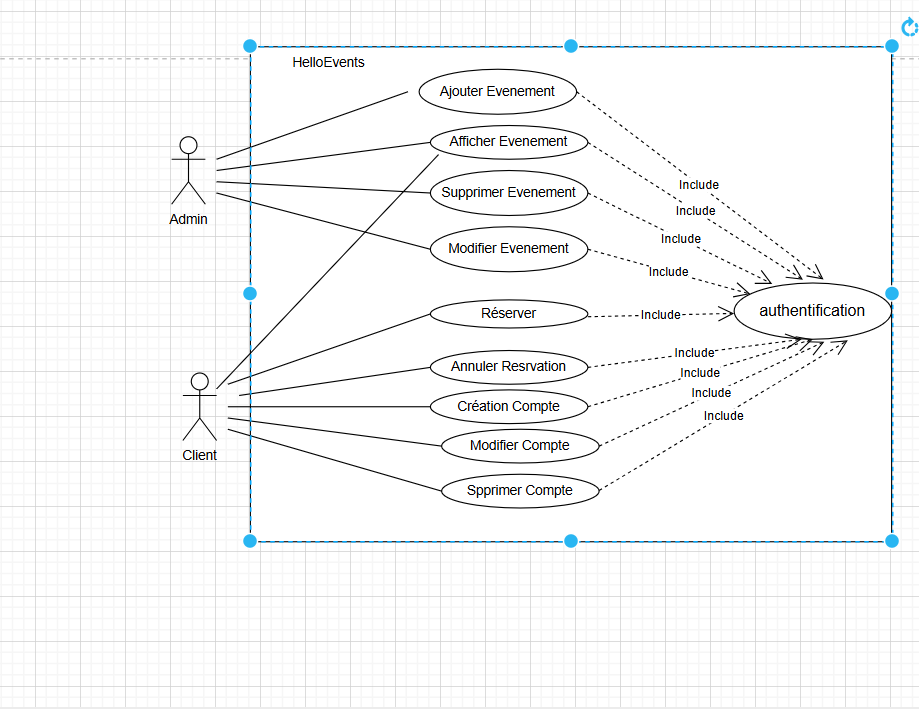 HelloEvents
Ajouter Evenement
Afficher Evenement
Supprimer Evenement
Modifier Evenement
Réserver
Annuler Resrvation
Création Compte
Modifier Compte
Spprimer Compte
Admin
Client
Include
Include
Include
Include
Include
Include
Include
Include
Include
authentification